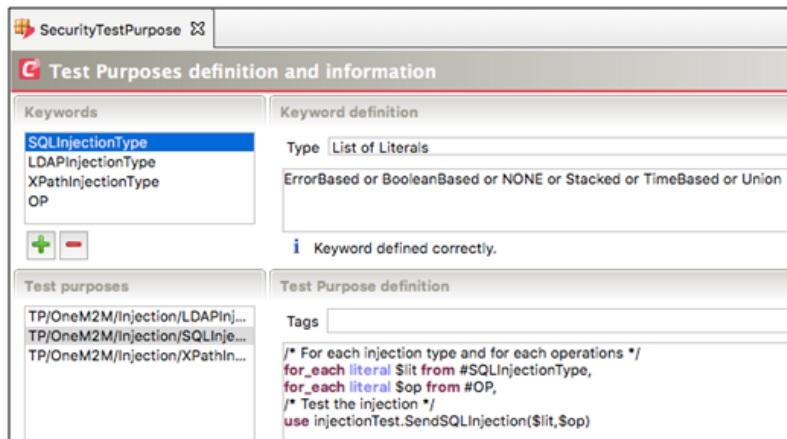 SecurityTestPurpose
Test Purposes definition and information
Keywords
SQLInjectionType
LDAPInjectionType
XPathInjectionType
OP
Keyword definition
Type List of Literals
ErrorBased or BooleanBased or NONE or Stacked or TimeBased or Union
i Keyword defined correctly.
Test purposes
TP/OneM2M/Injection/LDAPInj...
TP/OneM2M/Injection/SQLInje...
TP/OneM2M/Injection/XPathIn...
Test Purpose definition
Tags
/* For each injection type and for each operations */
for_each literal $lit from #SQLInjectionType,
for_each literal $op from #OP,
/* Test the injection */
use injectionTest.SendSQLInjection($lit,$op)